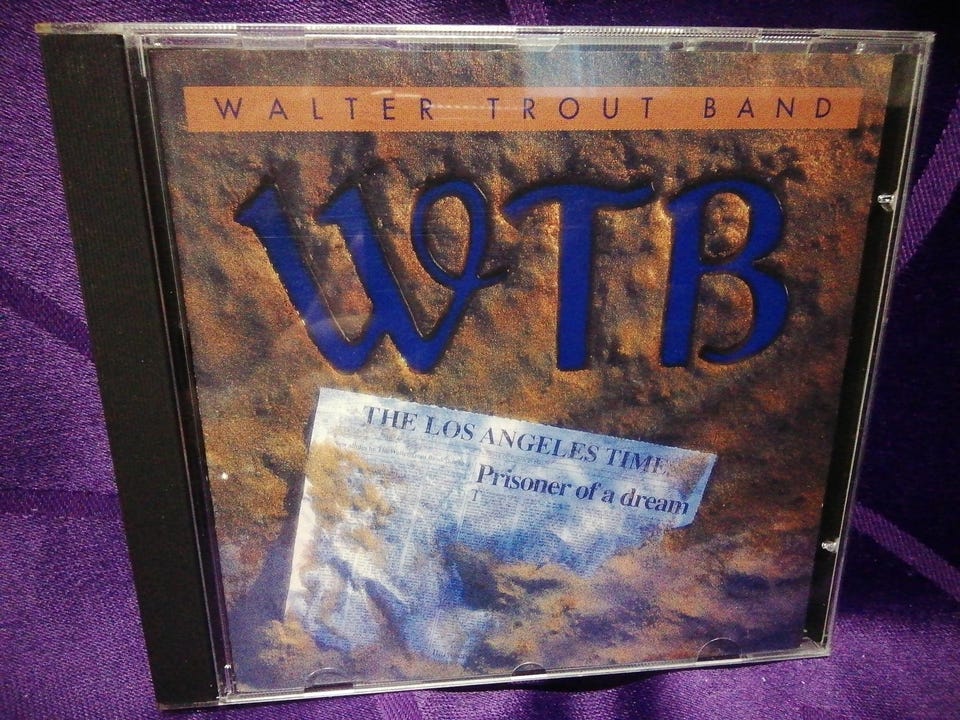 WALTER TROUT BAND
WTB
THE LOS ANGELES TIME
Prisoner of a dream
T